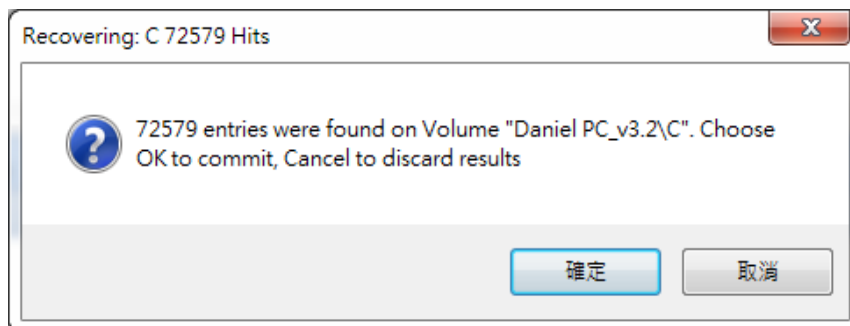 Recovering: C 72579 Hits
72579 entries were found on Volume "Daniel PC_v3.2\C". Choose
OK to commit, Cancel to discard results
確定
取消